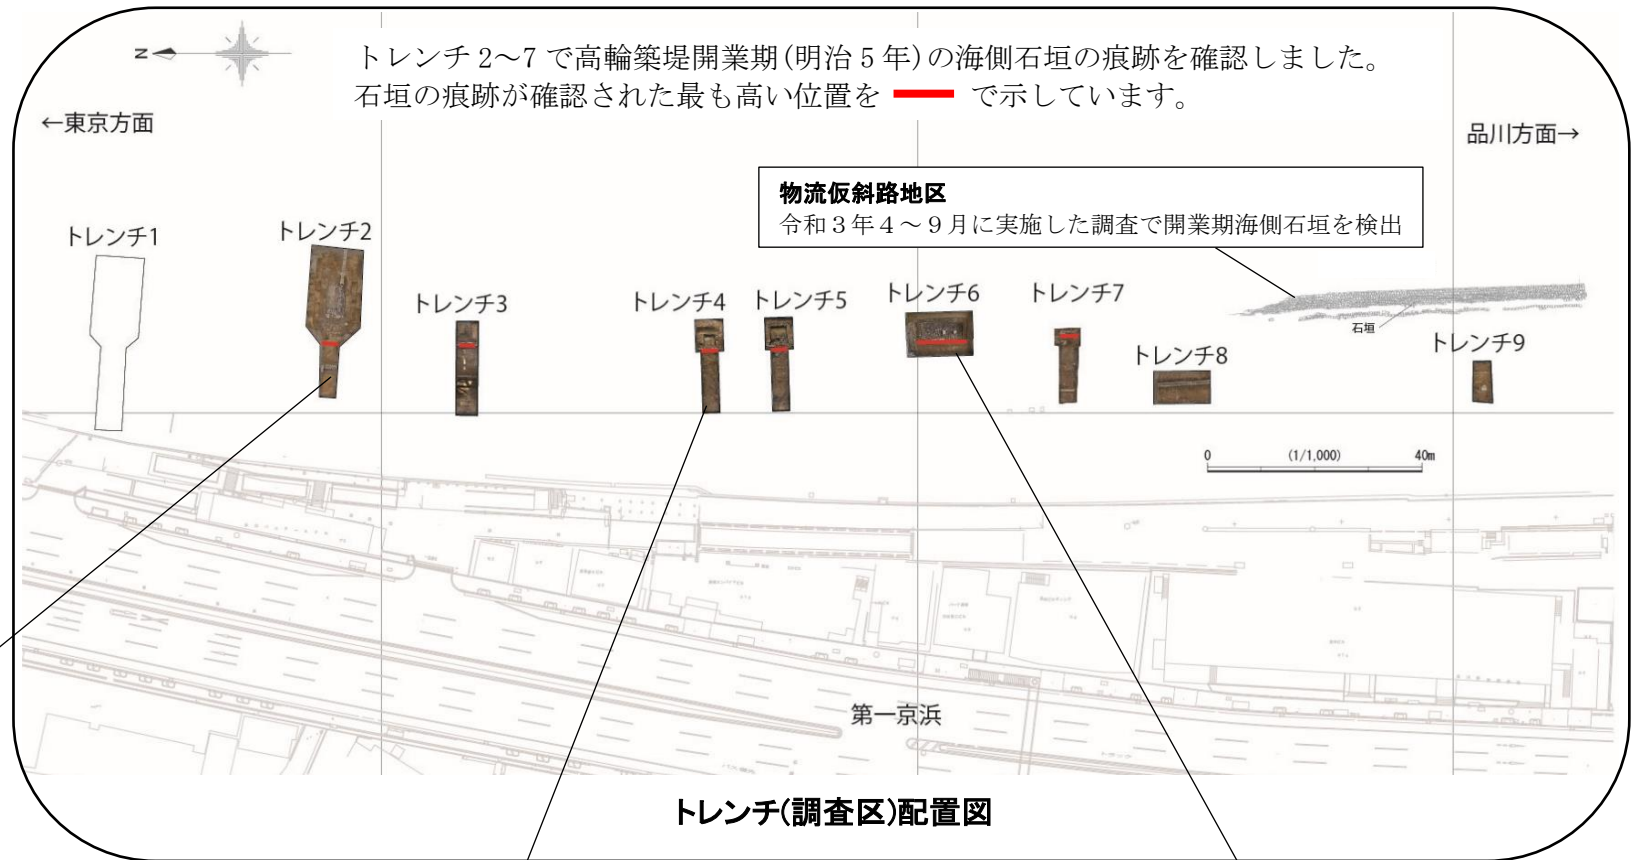 N
トレンチ 2～7 で高輪築堤開業期(明治 5 年)の海側石垣の痕跡を確認しました。
石垣の痕跡が確認された最も高い位置を で示しています。
←東京方面
品川方面→
物流仮斜路地区
令和３年４～９月に実施した調査で開業期海側石垣を検出
トレンチ1
トレンチ2
トレンチ3
トレンチ4
トレンチ5
トレンチ6
トレンチ7
石垣
トレンチ8
トレンチ9
0 (1/1,000) 40m
第一京浜
トレンチ(調査区)配置図